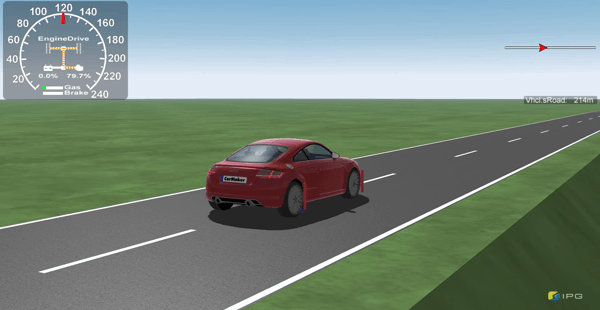 120
100 140
80 160
60 180
40 200
20 220
240
EngineDrive
0.0% 79.7%
Gas
Brake
Vhcl.sRoad: 214m
CarMaker
IPG